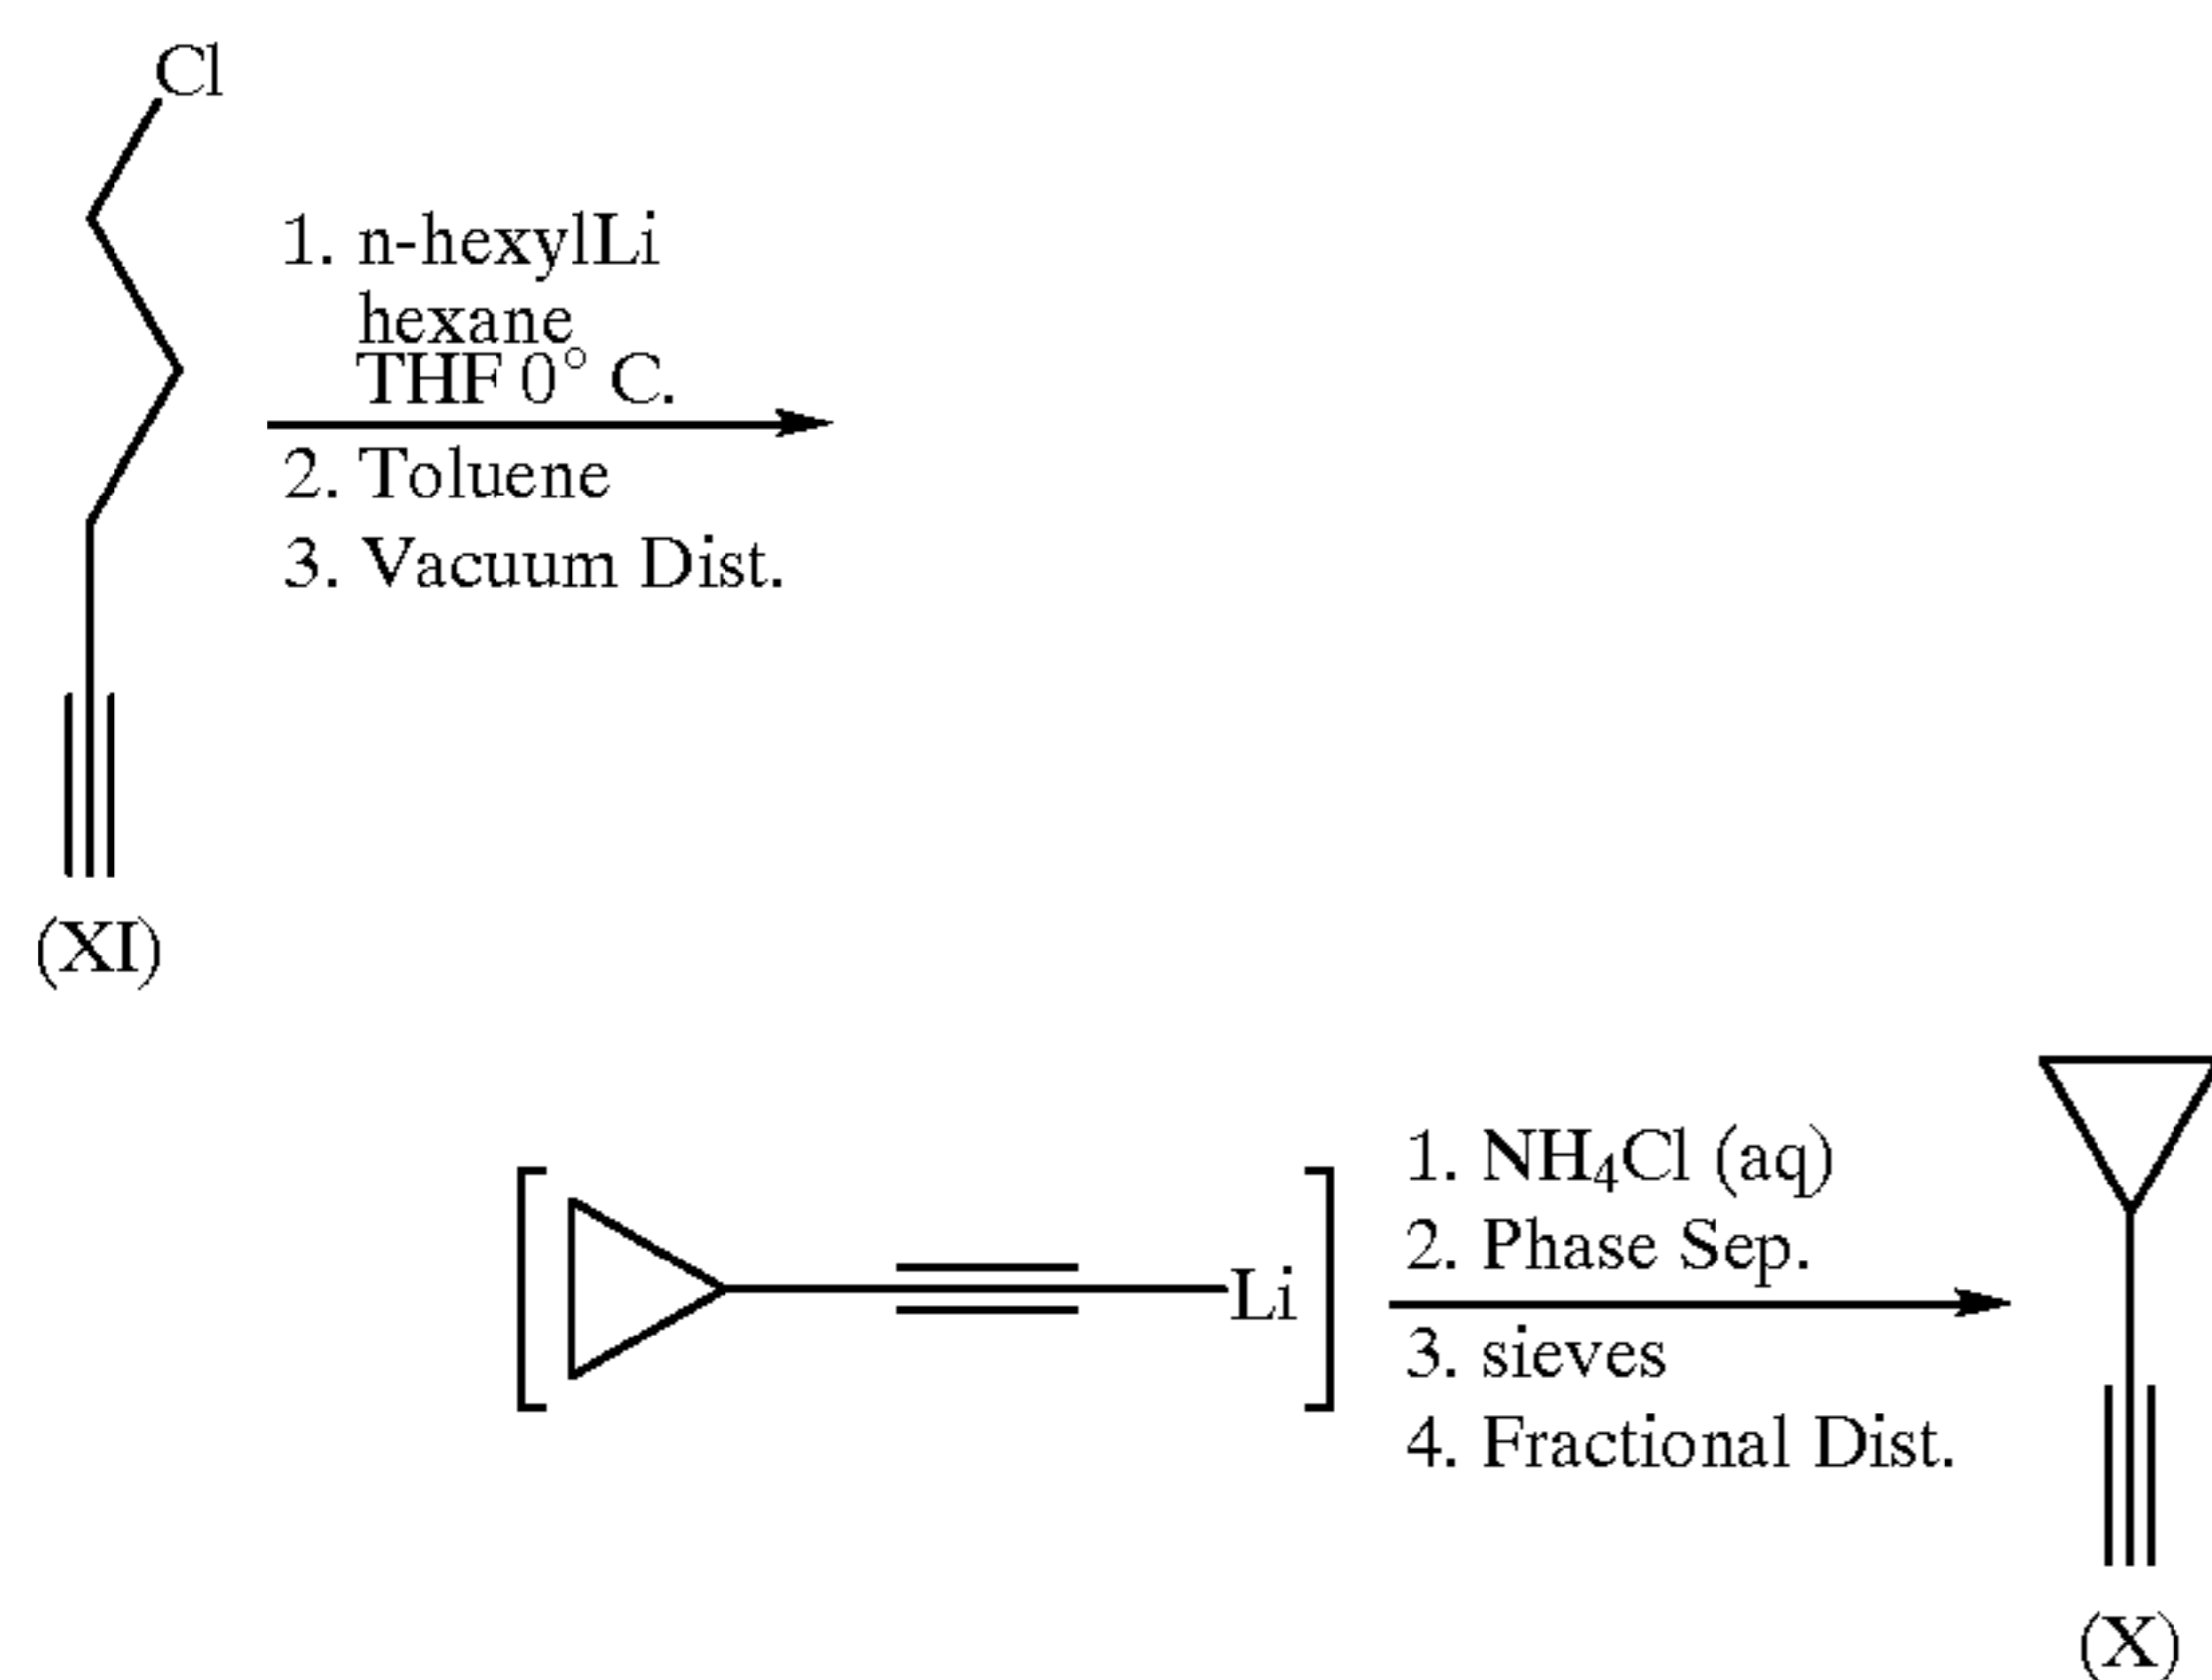 Cl
1. n-hexylLi
hexane
THF 0° C.
2. Toluene
3. Vacuum Dist.
(XI)
Li
1. NH₄Cl (aq)
2. Phase Sep.
3. sieves
4. Fractional Dist.
(X)